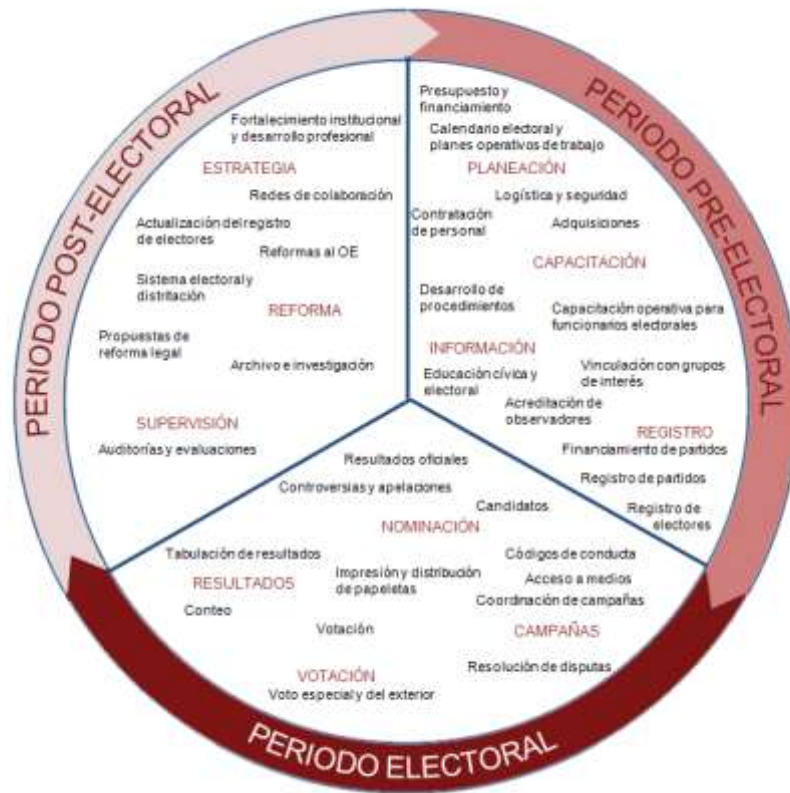 PERIODO POST-ELECTORAL
Fortalecimiento institucional
y desarrollo profesional
ESTRATEGIA
Redes de colaboración
Actualización del registro
de electores
Reformas al OE
Sistema electoral y
distritación
REFORMA
Propuestas de
reforma legal
Archivo e investigación
SUPERVISIÓN
Auditorías y evaluaciones
PERIODO PRE-ELECTORAL
Presupuesto y
financiamiento
Calendario electoral y
planes operativos de trabajo
PLANEACIÓN
Logística y seguridad
Contratación
de personal
Adquisiciones
CAPACITACIÓN
Desarrollo de
procedimientos
Capacitación operativa para
funcionarios electorales
INFORMACIÓN
Educación cívica y
electoral
Vinculación con grupos
de interés
Acreditación de
observadores
REGISTRO
Financiamiento de partidos
Registro de partidos
Registro de
electores
Resultados oficiales
Controversias y apelaciones
Candidatos
NOMINACIÓN
Tabulación de resultados
Códigos de conducta
RESULTADOS
Impresión y distribución
de papeletas
Acceso a medios
Coordinación de campañas
Conteo
Votación
CAMPAÑAS
VOTACIÓN
Resolución de disputas
Voto especial y del exterior
PERIODO ELECTORAL